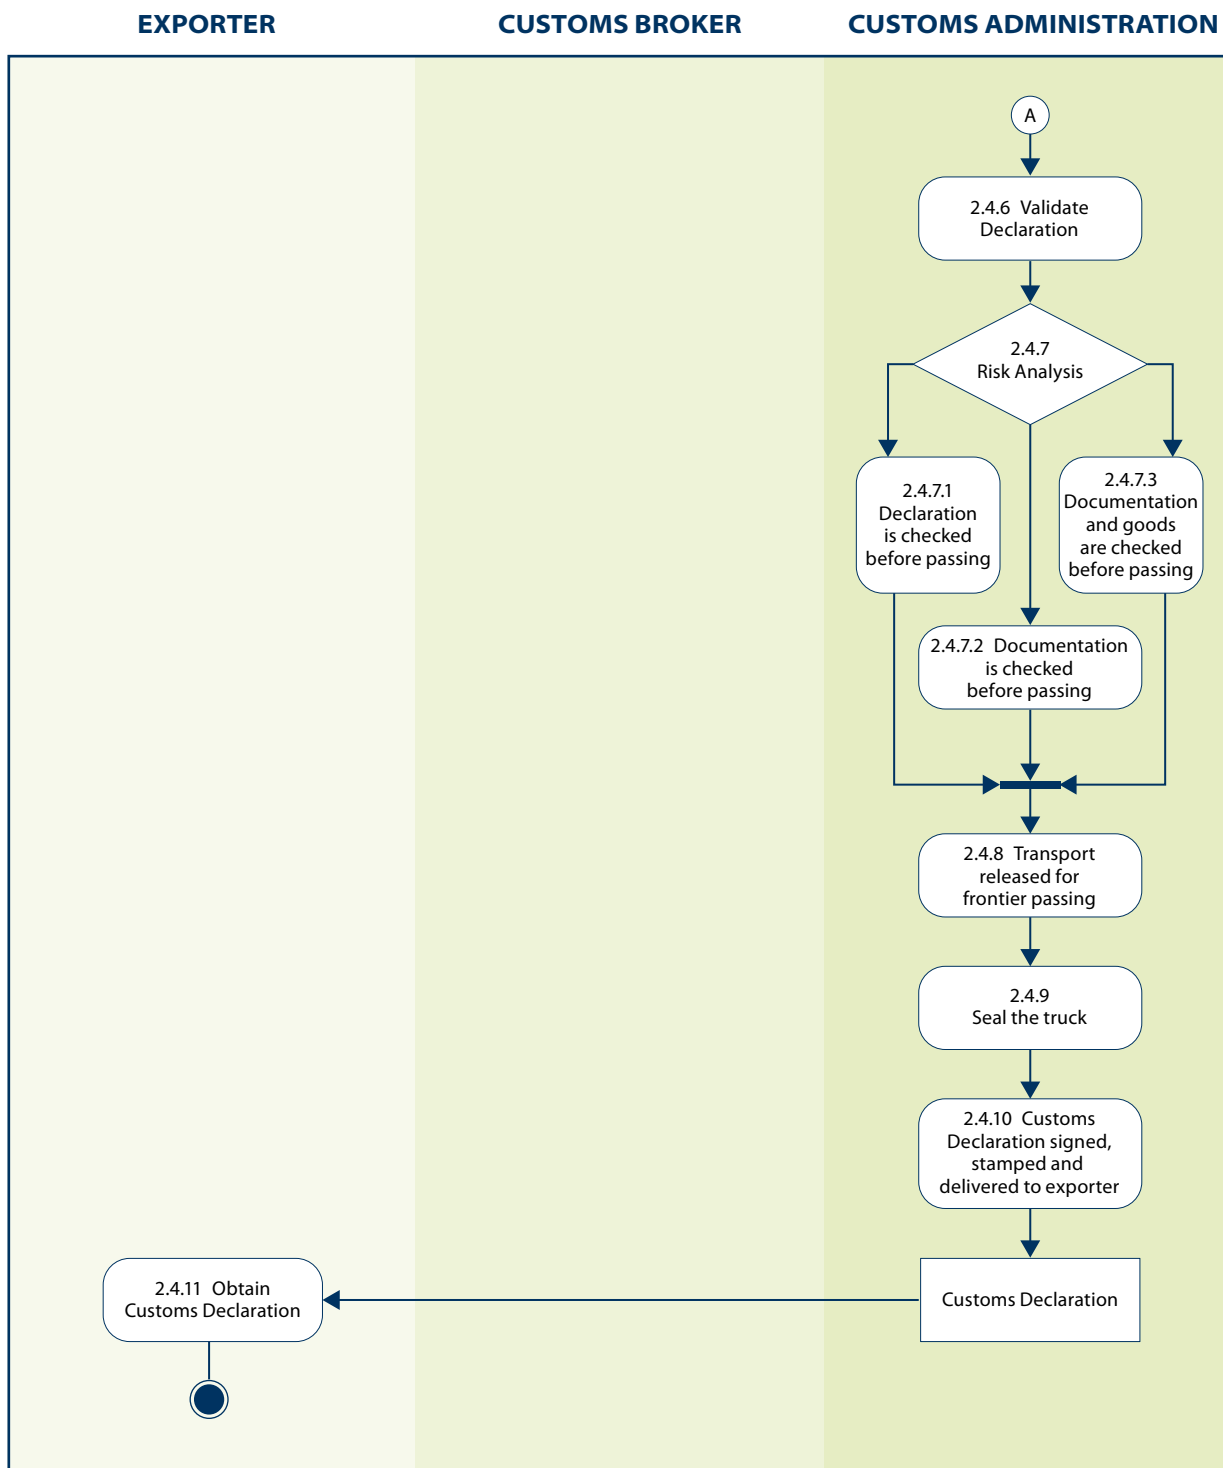 EXPORTER
CUSTOMS BROKER
CUSTOMS ADMINISTRATION
A
2.4.6 Validate
Declaration
2.4.7
Risk Analysis
2.4.7.1
Declaration
is checked
before passing
2.4.7.3
Documentation
and goods
are checked
before passing
2.4.7.2 Documentation
is checked
before passing
2.4.8 Transport
released for
frontier passing
2.4.9
Seal the truck
2.4.10 Customs
Declaration signed,
stamped and
delivered to exporter
2.4.11 Obtain
Customs Declaration
Customs Declaration